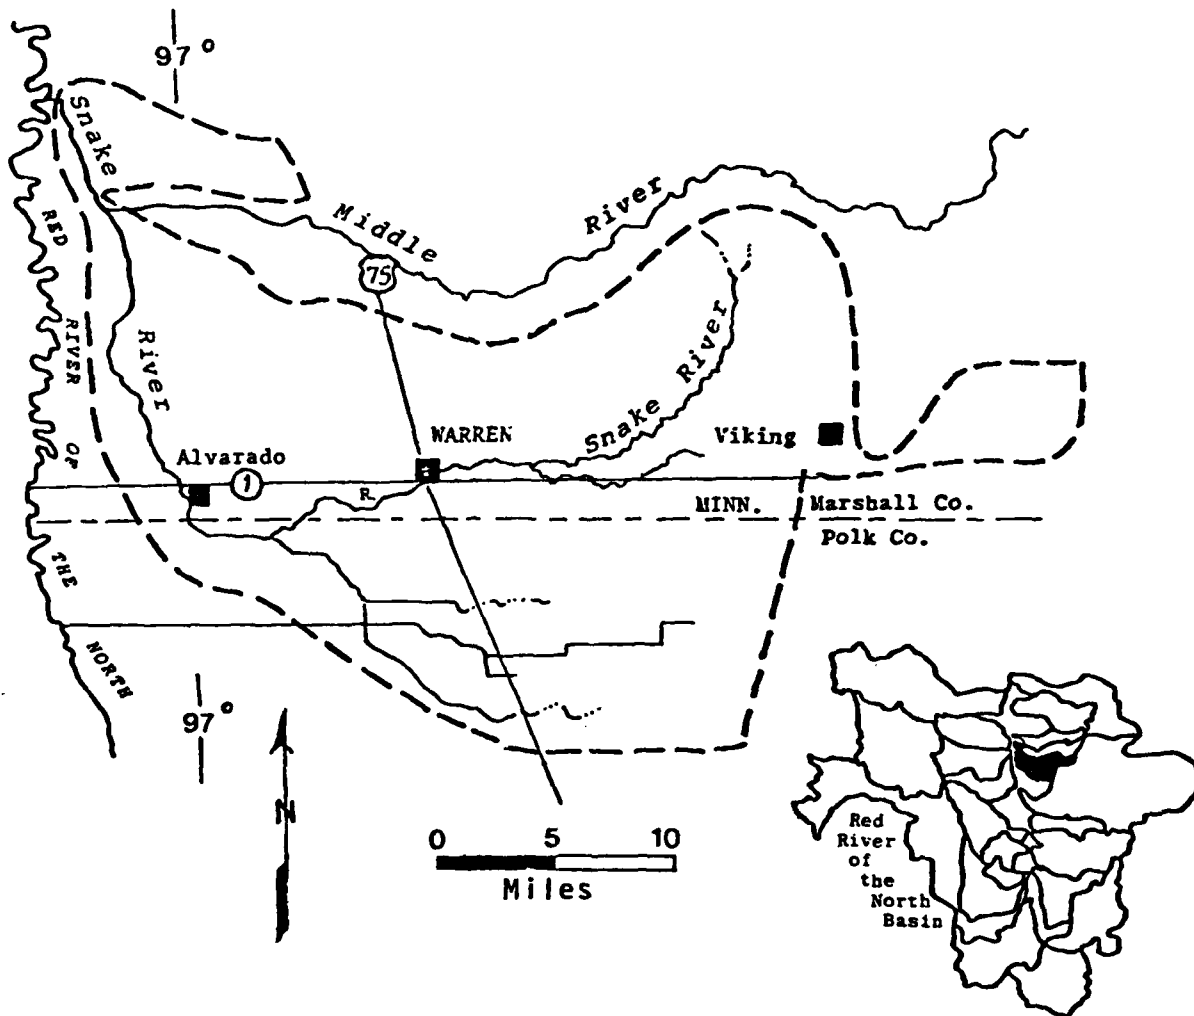 97°
Snake
RED
RIVER
OF
THE
NORTH
Middle
River
75
River
Snake River
WARREN
Viking
Alvarado
1
R.
MINN.
Marshall Co.
Polk Co.
97°
N
0 5 10
Miles
Red
River
of
the
North
Basin